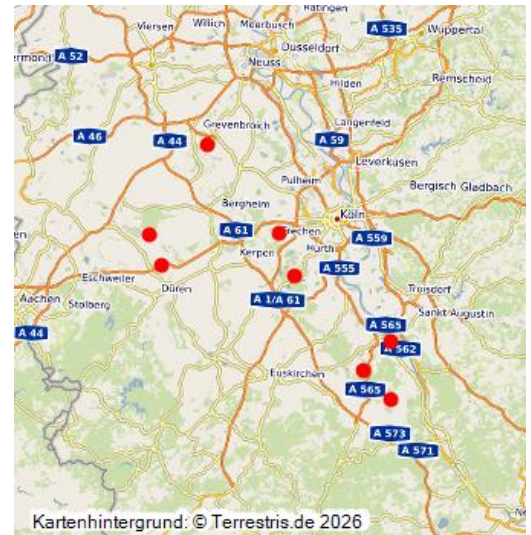 Ratingen
Viersen
Willich
Meerbusch
A 535
Wuppertal
A 52
Düsseldorf
Neuss
Remscheid
Hilden
Langenfeld
Grevenbroich
A 46
A 44
A 59
Leverkusen
Pulheim
Bergisch Gladbach
Bergheim
Köln
A 61
Frechen
A 559
Kerpen
Hürth
A 555
Eschweiler
Düren
Troisdorf
Aachen
Stolberg
A 1/A 61
Sankt Augustin
A 44
A 565
A 562
Euskirchen
A 565
A 573
A 571
Kartenhintergrund: © Terrestris.de 2026